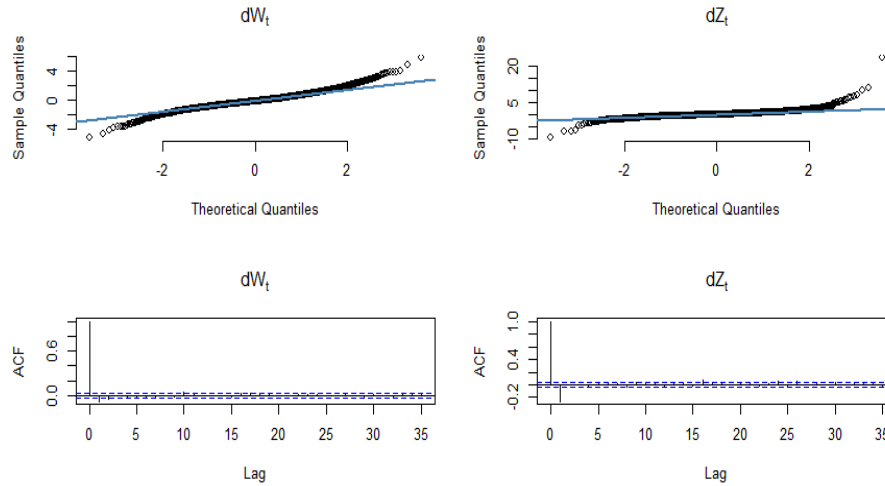 dWt dZt
Sample Quantiles
-4 0 4
-2 0 2
Theoretical Quantiles
Sample Quantiles
-10 5 20
-2 0 2
Theoretical Quantiles
dWt dZt
ACF
0.0 0.6
0 5 10 15 20 25 30 35
Lag
ACF
-0.2 0.4 1.0
0 5 10 15 20 25 30 35
Lag